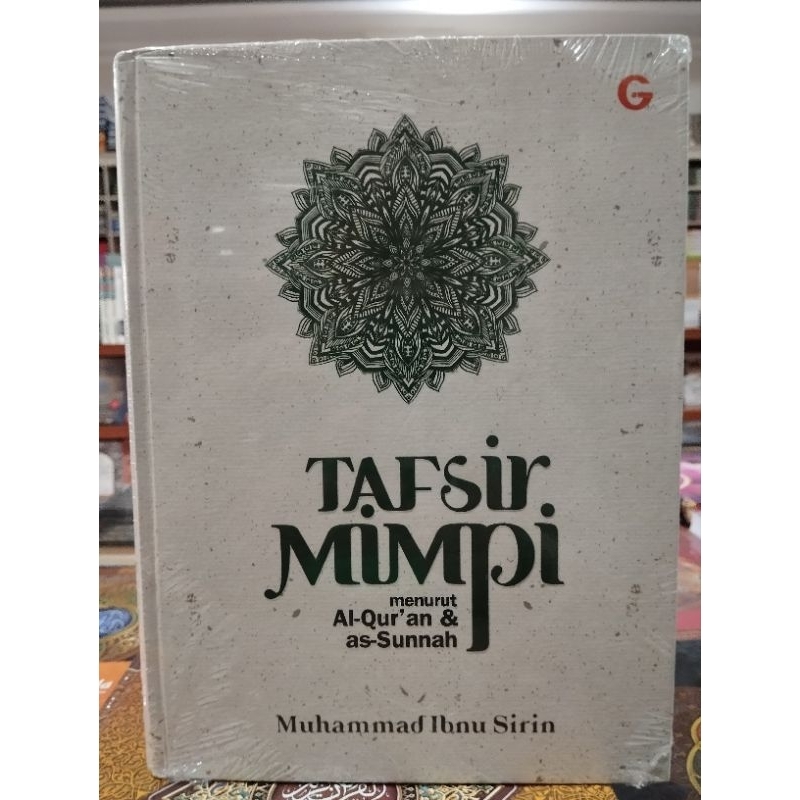 G
TAFsir
Mimpi
menurut
Al-Qur'an &
as-Sunnah
Muhammad Ibnu Sirin